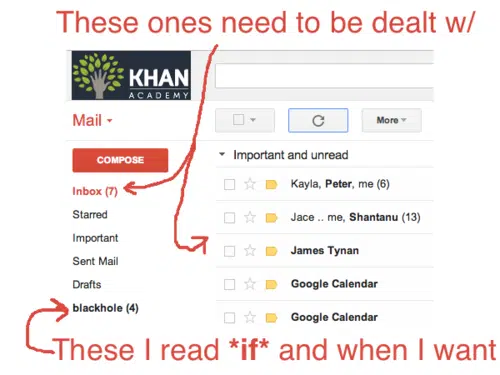 These ones need to be dealt w/
KHAN
ACADEMY
Mail
More
COMPOSE
Important and unread
Inbox (7)
Kayla, Peter, me (6)
Starred
Jace .. me, Shantanu (13)
Important
James Tynan
Sent Mail
Drafts
Google Calendar
blackhole (4)
Google Calendar
These I read *if* and when I want